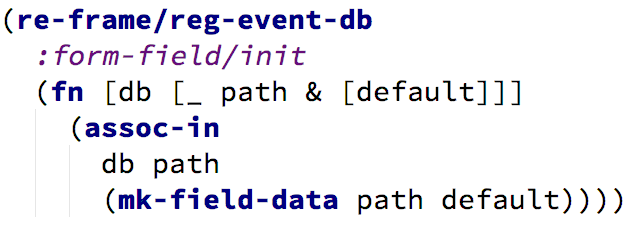 (re-frame/reg-event-db
  :form-field/init
  (fn [db [_ path & [default]]]
    (assoc-in
      db path
      (mk-field-data path default))))